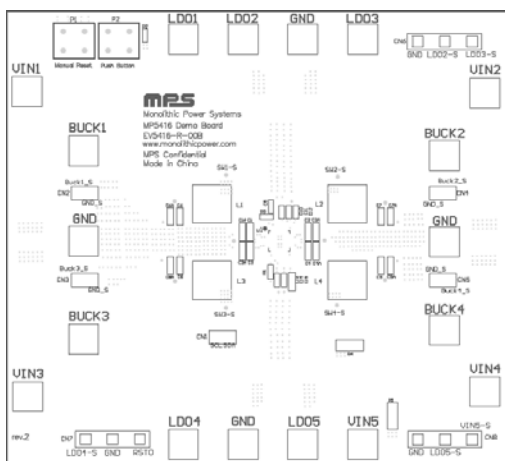 P1
P2
LDO1
LDO2
GND
LDO3
Manual Reset
Push Button
CN6
GND LDO2-S LDO3-S
VIN1
VIN2
MPS
Monolithic Power Systems
MP5416 Demo Board
EV5416-R-00B
www.monolithicpower.com
MPS Confidential
Made in China
BUCK1
BUCK2
SW1-S
SW2-S
Buck1_S
CN2
GND_S
Buck2_S
CN4
GND_S
L1
L2
GND
GND
Buck3_S
CN3
GND_S
GND_S
CN5
Buck4_S
L3
L4
SW3-S
SW4-S
BUCK3
BUCK4
CN1
VIN3
VIN4
LDO4
GND
LDO5
VIN5
rev.2
CN7
LDO4-S GND RSTO
VIN5-S
CN8
GND LDO5-S